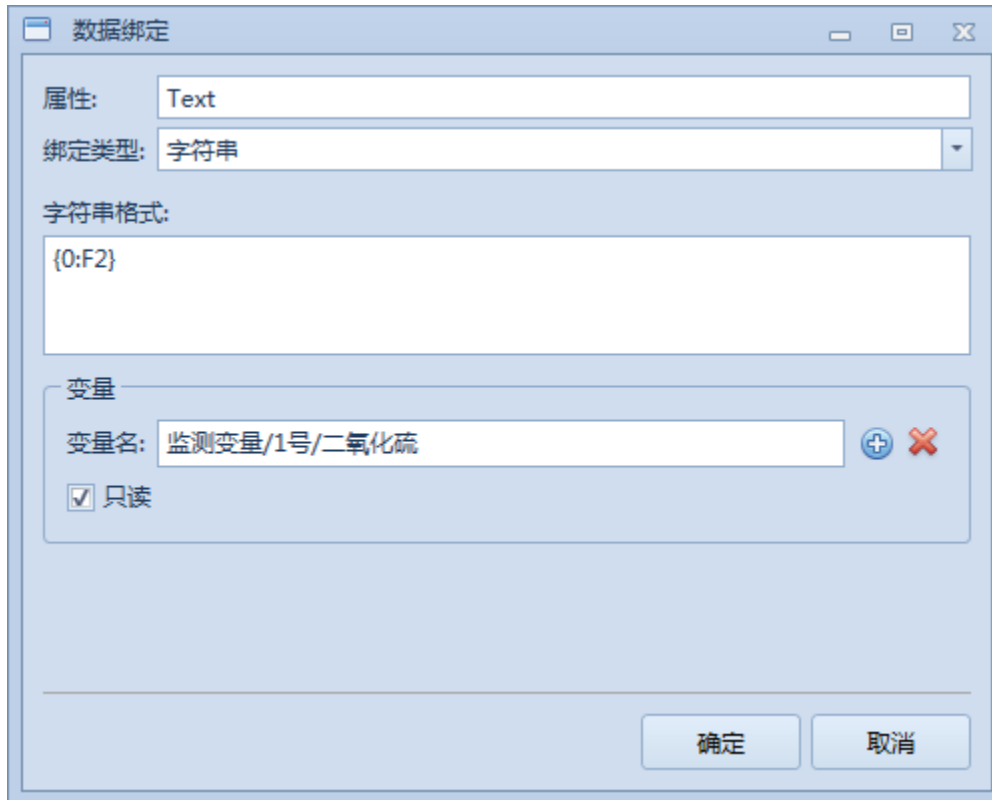 数据绑定
属性: Text
绑定类型: 字符串
字符串格式:
{0:F2}
变量
变量名: 监测变量/1号/二氧化硫
只读
确定 取消